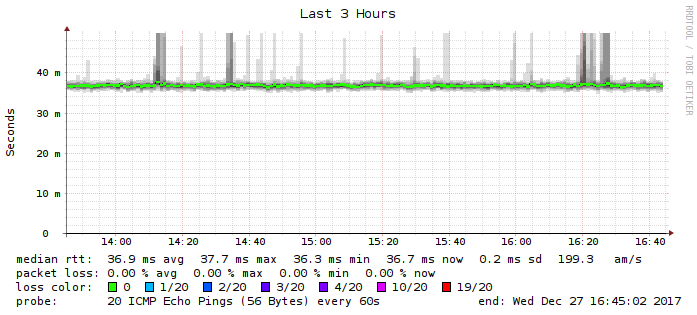 Last 3 Hours
RRDTOOL / TOBI OETIKER
Seconds
40 m
30 m
20 m
10 m
0
14:00 14:20 14:40 15:00 15:20 15:40 16:00 16:20 16:40
median rtt: 36.9 ms avg 37.7 ms max 36.3 ms min 36.7 ms now 0.2 ms sd 199.3 am/s
packet loss: 0.00 % avg 0.00 % max 0.00 % min 0.00 % now
loss color: 0 1/20 2/20 3/20 4/20 10/20 19/20
probe: 20 ICMP Echo Pings (56 Bytes) every 60s end: Wed Dec 27 16:45:02 2017